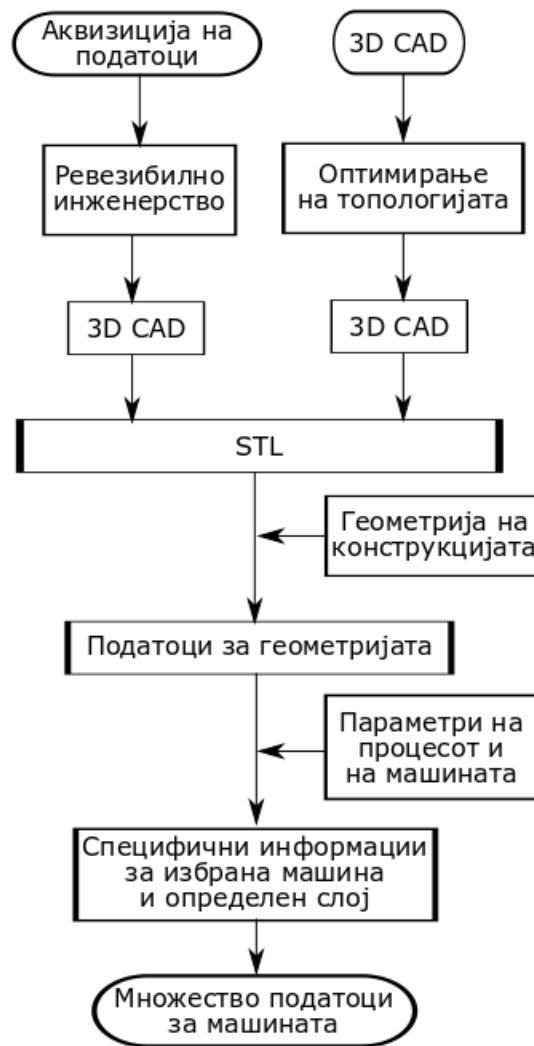 Аквизиција на
податоци
3D CAD
Ревезибилно
инженерство
Оптимирање
на топологијата
3D CAD
3D CAD
STL
Геометрија на
конструкцијата
Податоци за геометријата
Параметри на
процесот и
на машината
Специфични информации
за избрана машина
и определен слој
Множество податоци
за машината